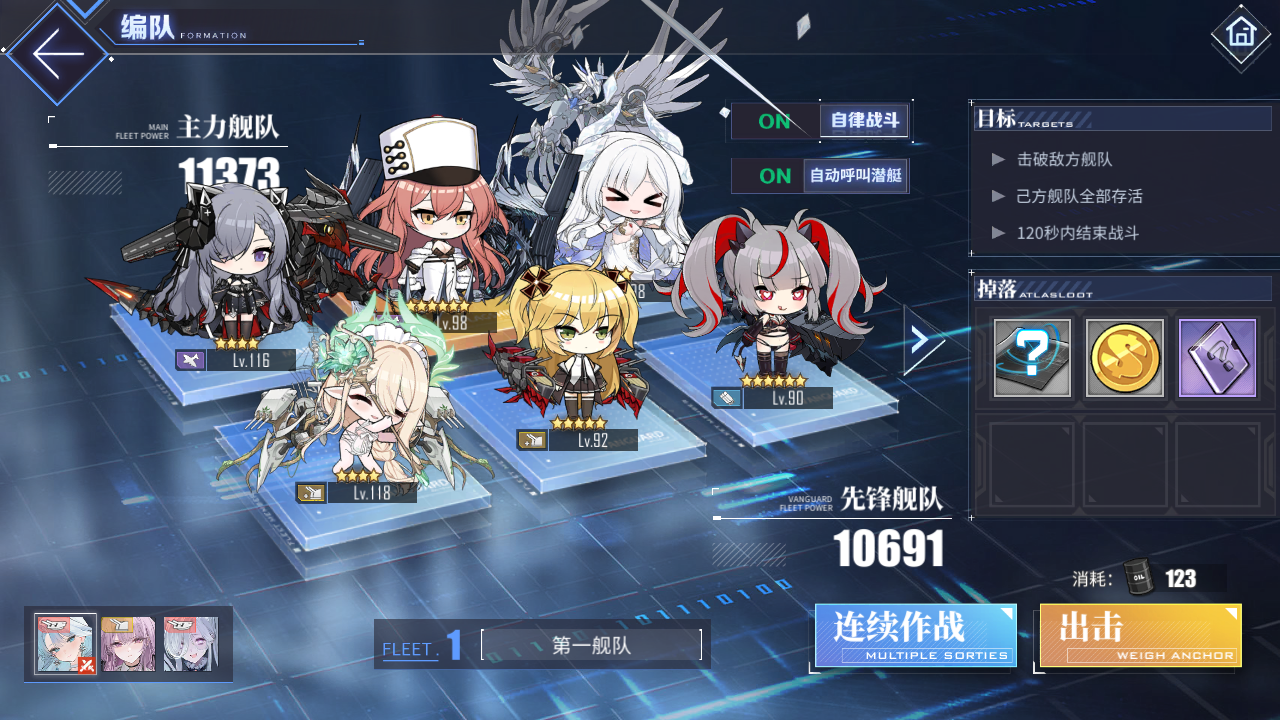 编队 FORMATION
MAIN FLEET POWER 主力舰队
11373
ON 自律战斗
ON 自动呼叫潜艇
目标 TARGETS
击破敌方舰队
己方舰队全部存活
120秒内结束战斗
掉落 ATLASLOOT
Lv.98
Lv.116
Lv.90
Lv.92
Lv.118
VANGUARD FLEET POWER 先锋舰队
10691
消耗: OIL 123
FLEET. 1 第一舰队
连续作战
MULTIPLE SORTIES
出击
WEIGH ANCHOR